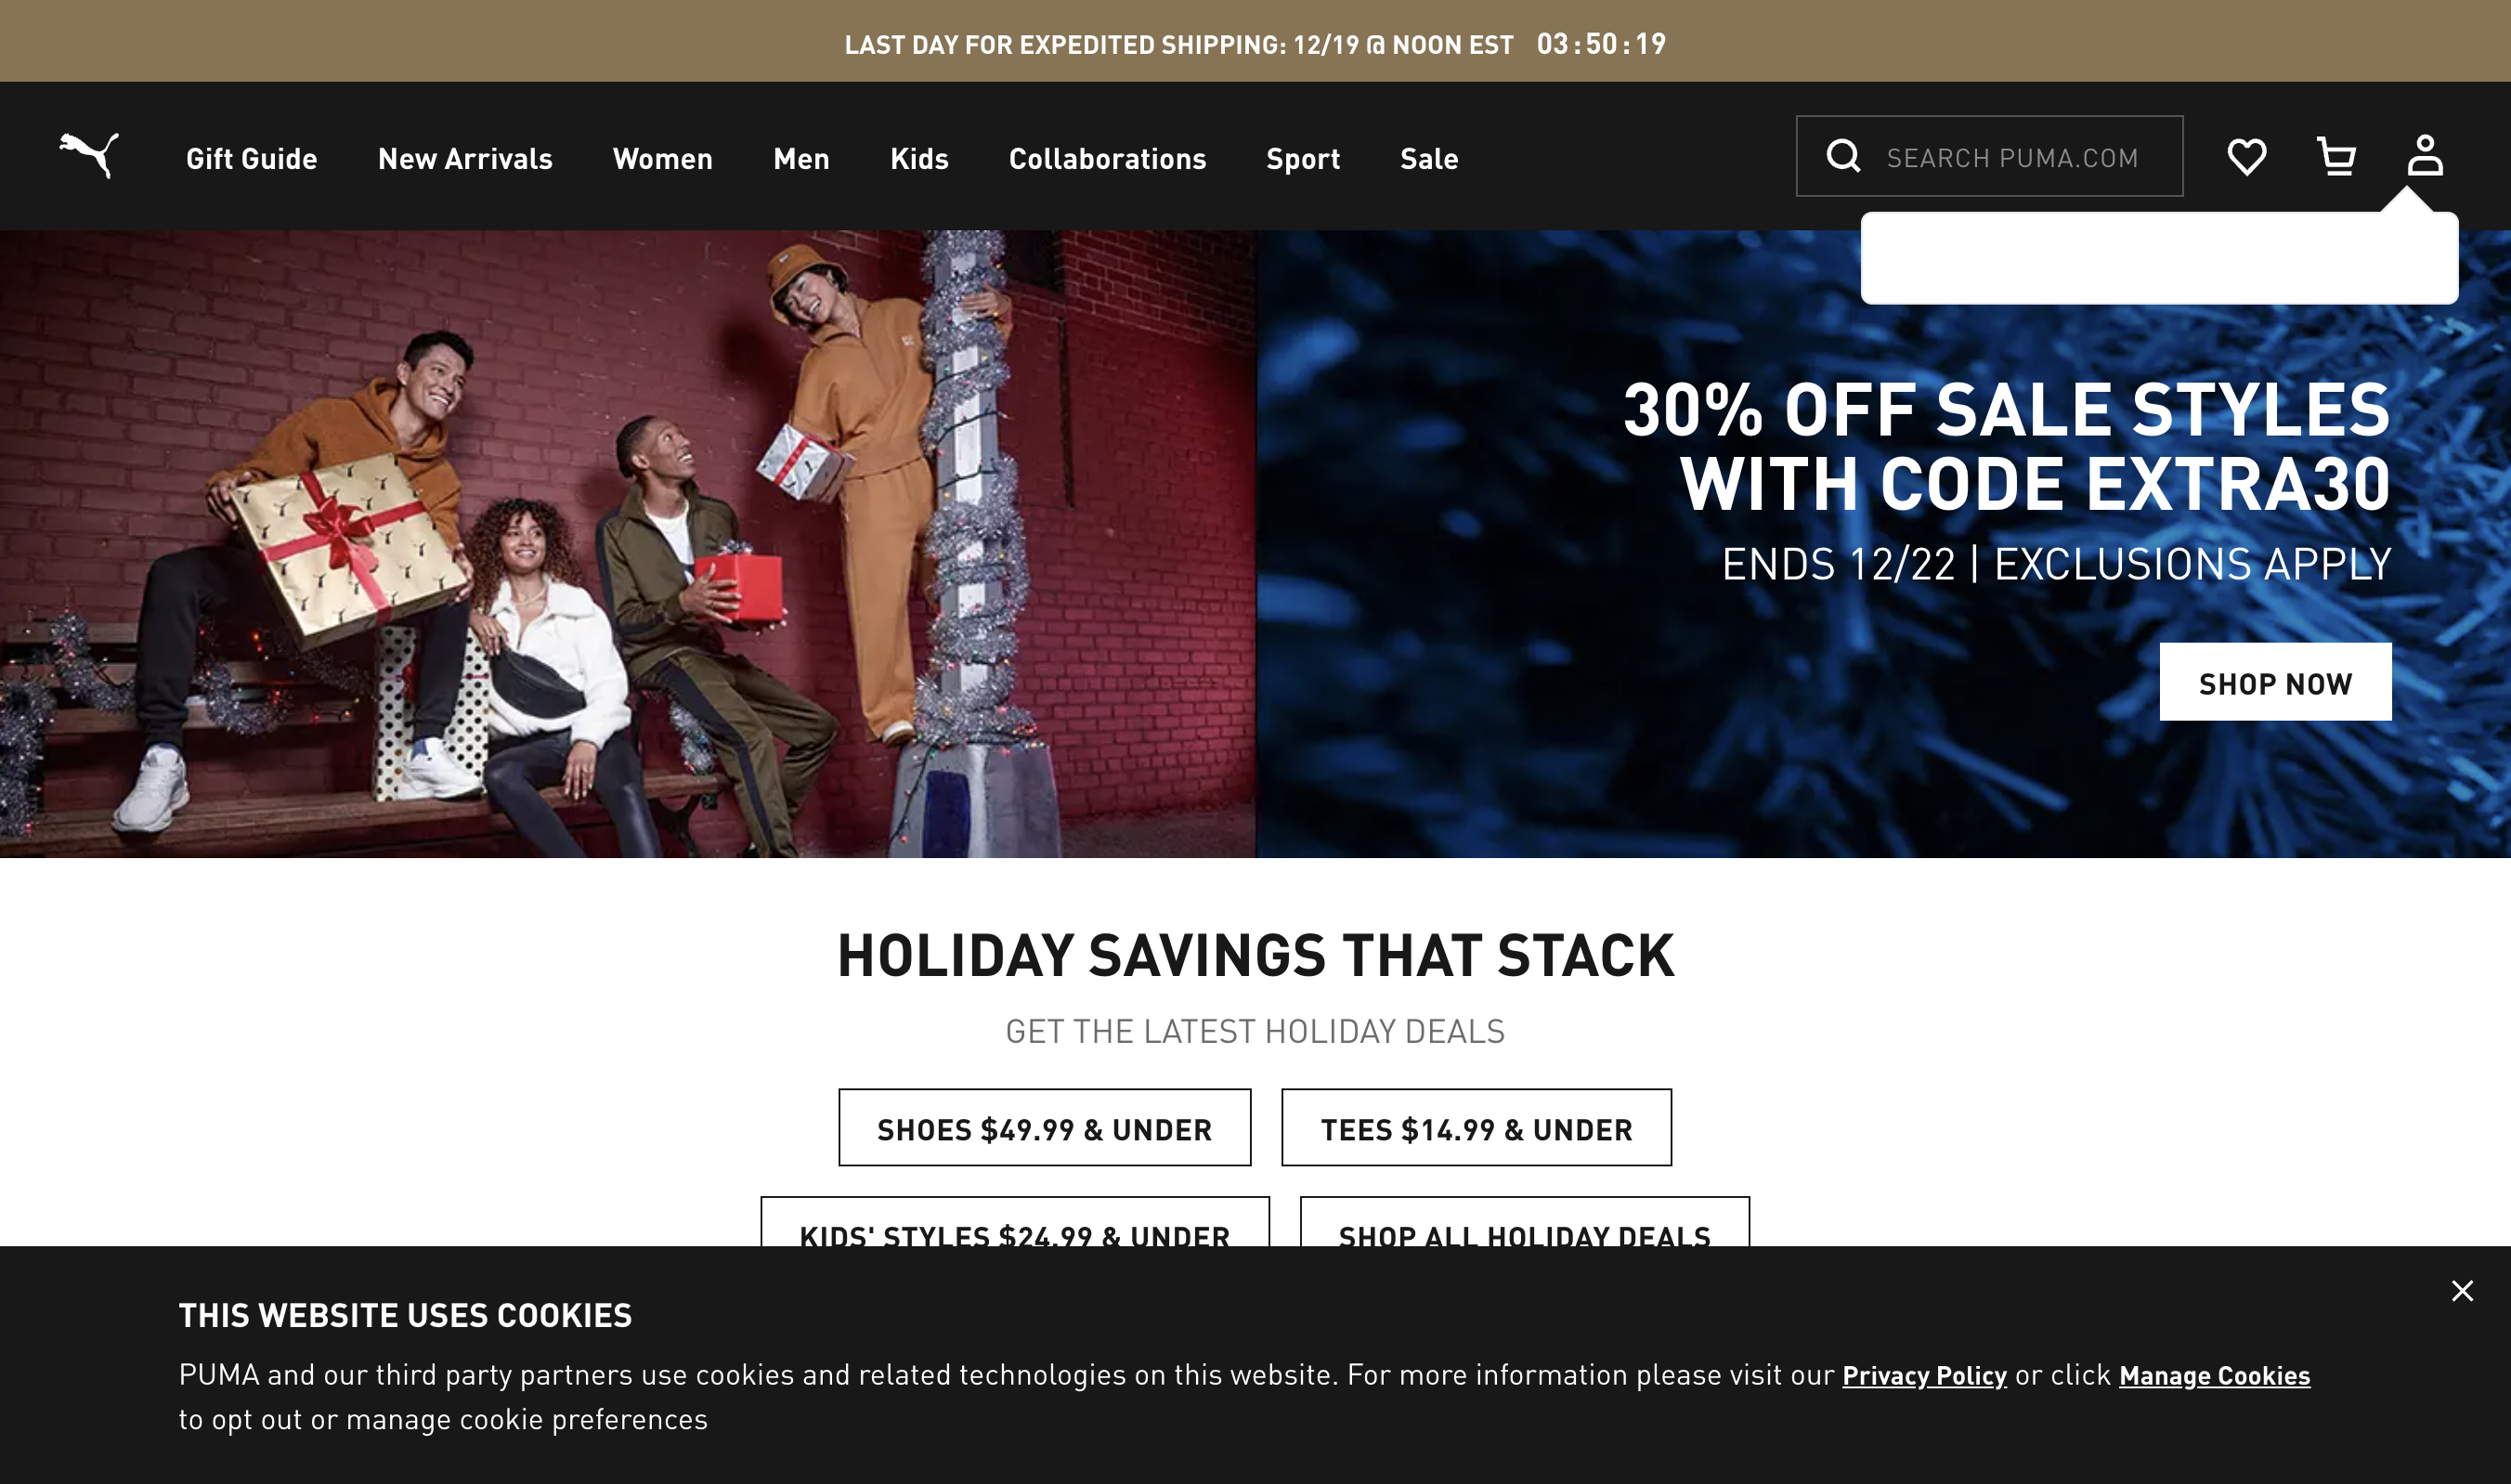 LAST DAY FOR EXPEDITED SHIPPING: 12/19 @ NOON EST 03:50:19
Gift Guide New Arrivals Women Men Kids Collaborations Sport Sale SEARCH PUMA.COM
30% OFF SALE STYLES
WITH CODE EXTRA30
ENDS 12/22 | EXCLUSIONS APPLY
SHOP NOW
HOLIDAY SAVINGS THAT STACK
GET THE LATEST HOLIDAY DEALS
SHOES $49.99 & UNDER TEES $14.99 & UNDER
KIDS' STYLES $24.99 & UNDER SHOP ALL HOLIDAY DEALS
THIS WEBSITE USES COOKIES
PUMA and our third party partners use cookies and related technologies on this website. For more information please visit our Privacy Policy or click Manage Cookies
to opt out or manage cookie preferences